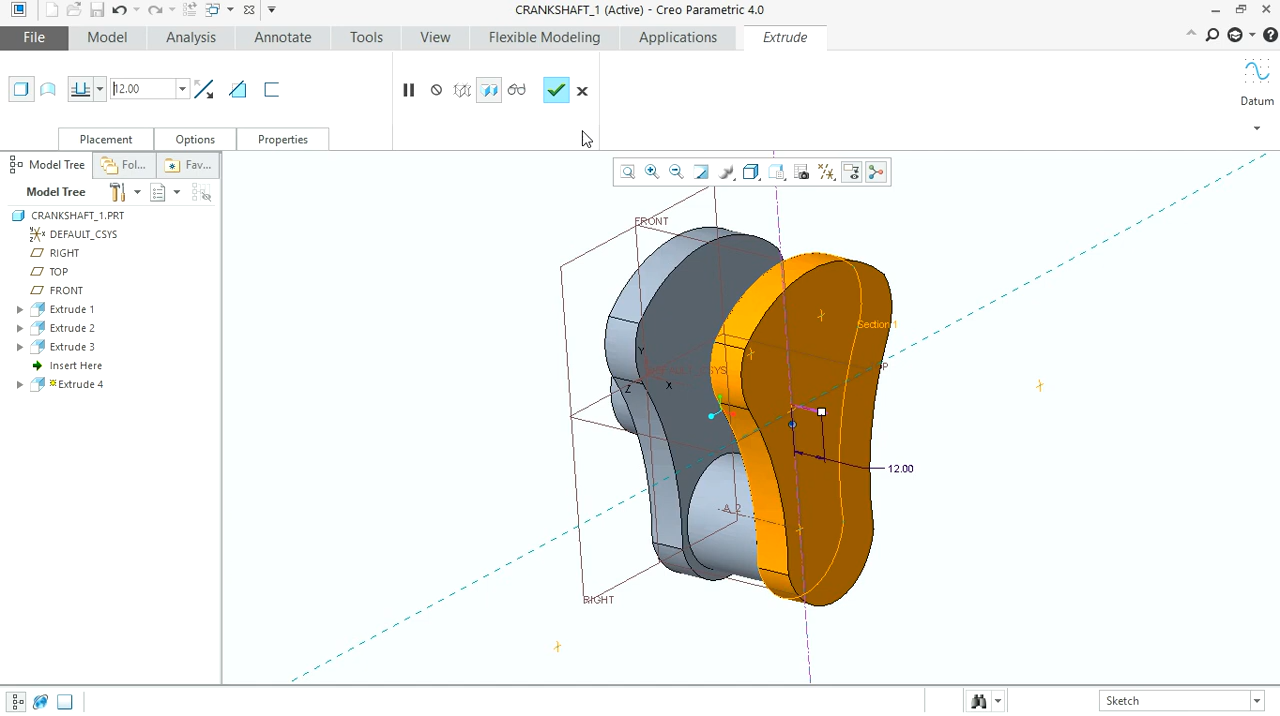 CRANKSHAFT_1 (Active) - Creo Parametric 4.0
File Model Analysis Annotate Tools View Flexible Modeling Applications Extrude
12.00
Datum
Placement Options Properties
Model Tree Fol... Fav...
Model Tree
CRANKSHAFT_1.PRT
DEFAULT_CSYS
RIGHT
TOP
FRONT
Extrude 1
Extrude 2
Extrude 3
Insert Here
Extrude 4
FRONT
Section 1
Y
X
Z
12.00
A_2
RIGHT
Sketch